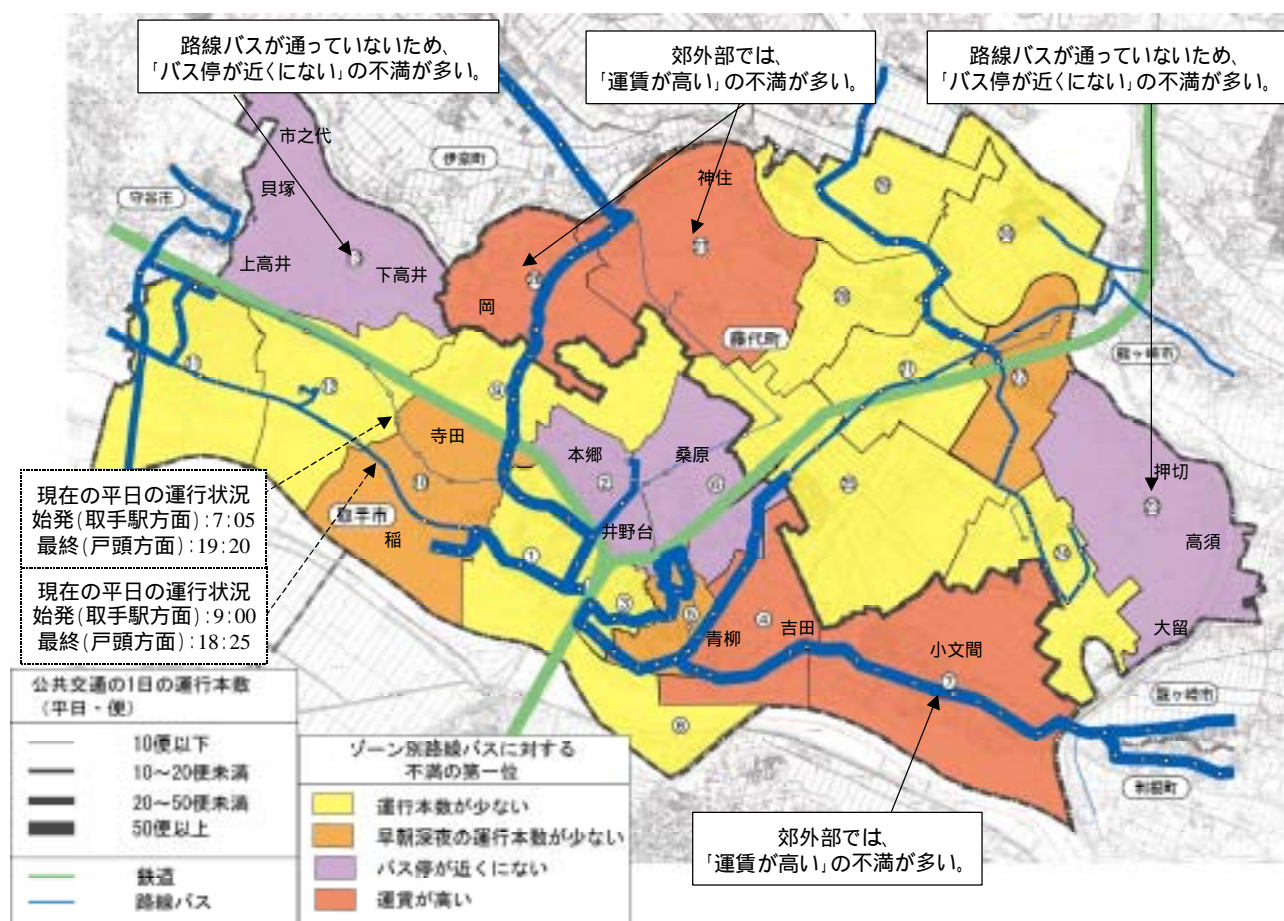 路線バスが通っていないため、
「バス停が近くにない」の不満が多い。
郊外部では、
「運賃が高い」の不満が多い。
路線バスが通っていないため、
「バス停が近くにない」の不満が多い。
市之代
伊奈町
神住
守谷市
貝塚
上高井
下高井
岡
藤代町
龍ヶ崎市
寺田
本郷
②
桑原
押切
高須
取手市
稲
井野台
①
④
青柳
吉田
小文間
⑦
大留
龍ヶ崎市
利根町
現在の平日の運行状況
始発(取手駅方面):7:05
最終(戸頭方面):19:20
現在の平日の運行状況
始発(取手駅方面):9:00
最終(戸頭方面):18:25
公共交通の1日の運行本数
(平日・便)
10便以下
10～20便未満
20～50便未満
50便以上
鉄道
路線バス
ゾーン別路線バスに対する
不満の第一位
運行本数が少ない
早朝深夜の運行本数が少ない
バス停が近くにない
運賃が高い
郊外部では、
「運賃が高い」の不満が多い。